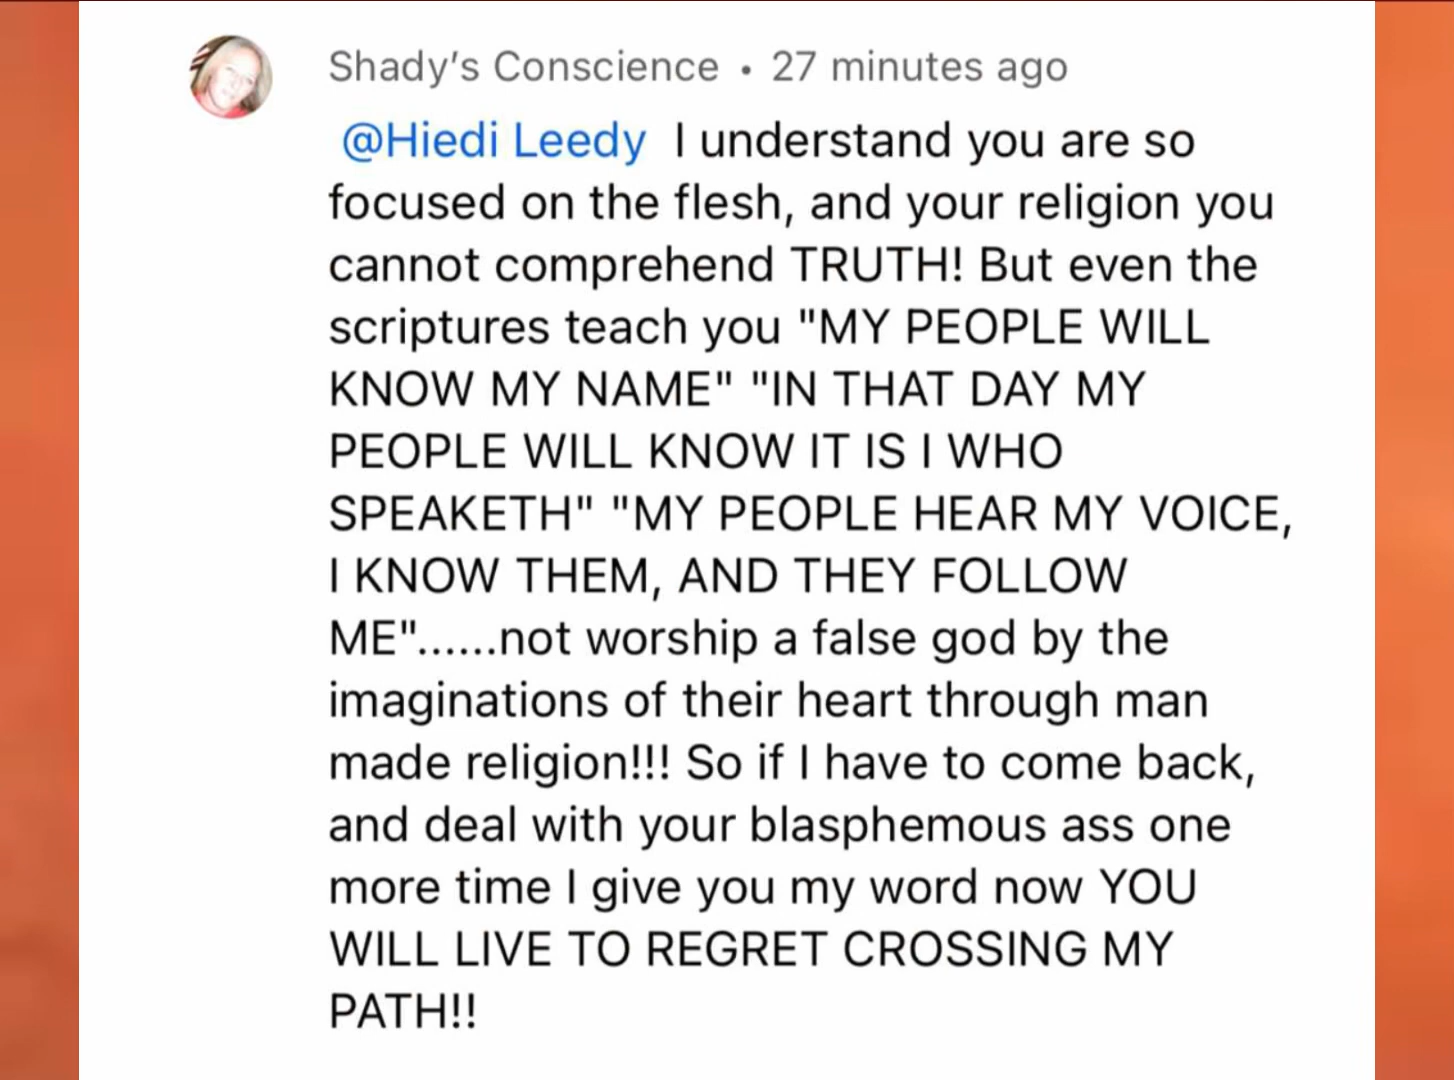 Shady's Conscience • 27 minutes ago
@Hiedi Leedy I understand you are so
focused on the flesh, and your religion you
cannot comprehend TRUTH! But even the
scriptures teach you "MY PEOPLE WILL
KNOW MY NAME" "IN THAT DAY MY
PEOPLE WILL KNOW IT IS I WHO
SPEAKETH" "MY PEOPLE HEAR MY VOICE,
I KNOW THEM, AND THEY FOLLOW
ME"......not worship a false god by the
imaginations of their heart through man
made religion!!! So if I have to come back,
and deal with your blasphemous ass one
more time I give you my word now YOU
WILL LIVE TO REGRET CROSSING MY
PATH!!